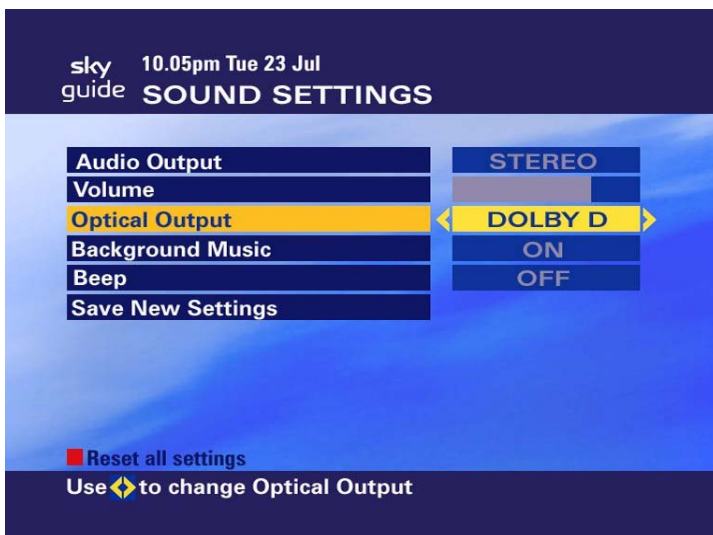 sky 10.05pm Tue 23 Jul
guide SOUND SETTINGS
Audio Output STEREO
Volume
Optical Output DOLBY D
Background Music ON
Beep OFF
Save New Settings
Reset all settings
Use to change Optical Output